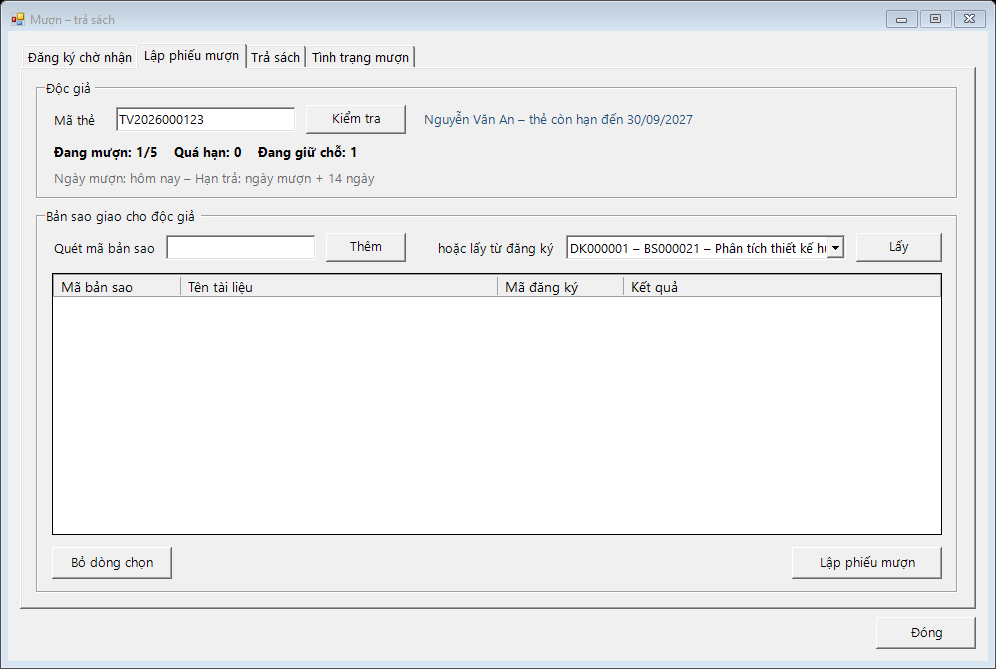 Mượn – trả sách
Đăng ký chờ nhận Lập phiếu mượn Trả sách Tình trạng mượn
Độc giả
Mã thẻ TV2026000123 Kiểm tra Nguyễn Văn An – thẻ còn hạn đến 30/09/2027
Đang mượn: 1/5 Quá hạn: 0 Đang giữ chỗ: 1
Ngày mượn: hôm nay – Hạn trả: ngày mượn + 14 ngày
Bản sao giao cho độc giả
Quét mã bản sao Thêm hoặc lấy từ đăng ký DK000001 – BS000021 – Phân tích thiết kế Lấy
Mã bản sao Tên tài liệu Mã đăng ký Kết quả
Bỏ dòng chọn Lập phiếu mượn
Đóng